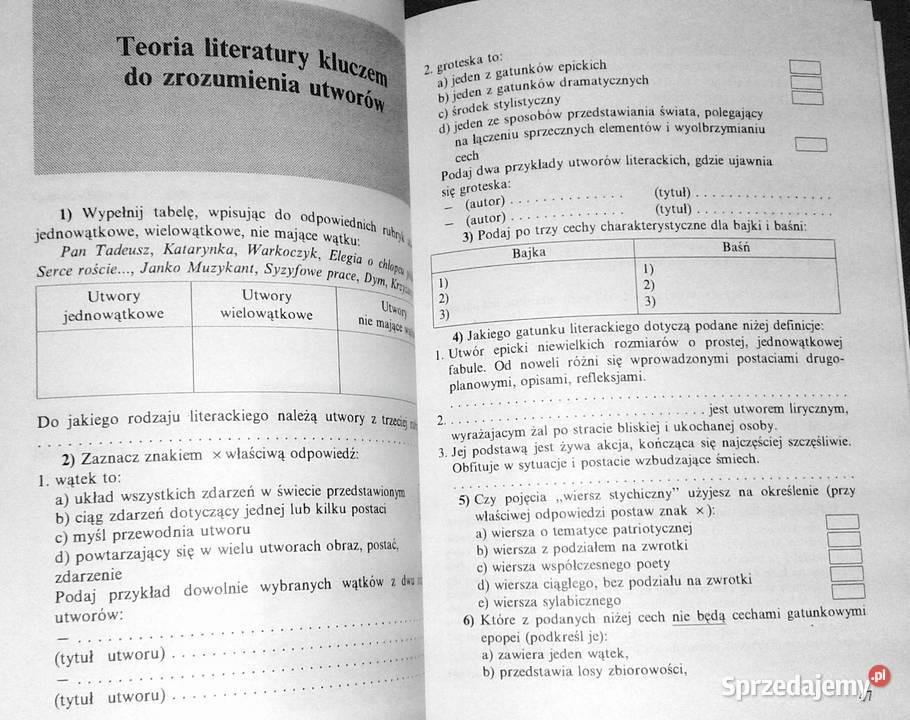 Teoria literatury kluczem
do zrozumienia utworów
1) Wypełnij tabelę, wpisując do odpowiednich rubryk
jednowątkowe, wielowątkowe, nie mające wątku:
Pan Tadeusz, Katarynka, Warkoczyk, Elegia o chłopcu
Serce roście..., Janko Muzykant, Syzyfowe prace, Dym,
Utwory
jednowątkowe
Utwory
wielowątkowe
Utwory
nie mające
Do jakiego rodzaju literackiego należą utwory z trzeciej
2) Zaznacz znakiem × właściwą odpowiedź:
1. wątek to:
a) układ wszystkich zdarzeń w świecie przedstawionym
b) ciąg zdarzeń dotyczący jednej lub kilku postaci
c) myśl przewodnia utworu
d) powtarzający się w wielu utworach obraz, postać,
zdarzenie
Podaj przykład dowolnie wybranych wątków z
utworów:
– . . . . . . . . . . . . . . . . . . . . . . . . . . . . . .
(tytuł utworu) . . . . . . . . . . . . . . . . . . . .
– . . . . . . . . . . . . . . . . . . . . . . . . . . . . . .
(tytuł utworu) . . . . . . . . . . . . . . . . . . . .
2. groteska to:
a) jeden z gatunków epickich
b) jeden z gatunków dramatycznych
c) środek stylistyczny
d) jeden ze sposobów przedstawiania świata, polegający
na łączeniu sprzecznych elementów i wyolbrzymianiu
cech
Podaj dwa przykłady utworów literackich, gdzie ujawnia
się groteska:
– (autor) . . . . . . . . . . . . . . (tytuł) . . . . . . . . . . . . . . . .
– (autor) . . . . . . . . . . . . . . (tytuł) . . . . . . . . . . . . . . . .
3) Podaj po trzy cechy charakterystyczne dla bajki i baśni:
Bajka
Baśń
1)
2)
3)
1)
2)
3)
4) Jakiego gatunku literackiego dotyczą podane niżej definicje:
1. Utwór epicki niewielkich rozmiarów o prostej, jednowątkowej
fabule. Od noweli różni się wprowadzonymi postaciami drugo-
planowymi, opisami, refleksjami.
2. . . . . . . . . . . . . . . . . . . . . . . . . . . . . . jest utworem lirycznym,
wyrażajacym żal po stracie bliskiej i ukochanej osoby.
3. Jej podstawą jest żywa akcja, kończąca się najczęściej szczęśliwie.
Obfituje w sytuacje i postacie wzbudzające śmiech.
5) Czy pojęcia „wiersz stychiczny" użyjesz na określenie (przy
właściwej odpowiedzi postaw znak ×):
a) wiersza o tematyce patriotycznej
b) wiersza z podziałem na zwrotki
c) wiersza współczesnego poety
d) wiersza ciągłego, bez podziału na zwrotki
e) wiersza sylabicznego
6) Które z podanych niżej cech nie będą cechami gatunkowymi
epopei (podkreśl je):
a) zawiera jeden wątek,
b) przedstawia losy zbiorowości,
Sprzedajemy.pl